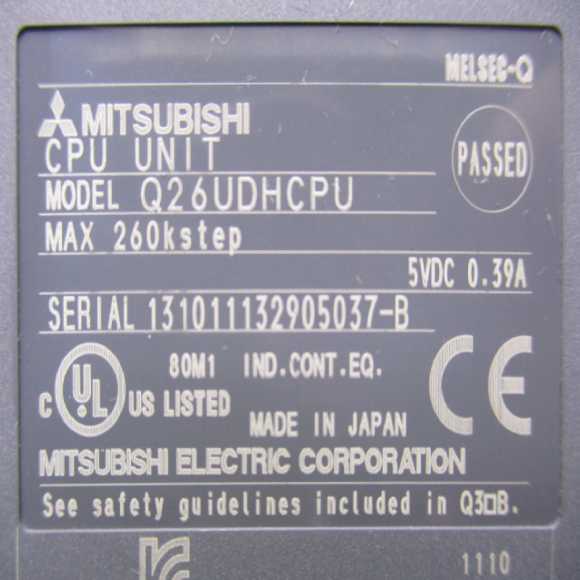 MELSEC-Q
MITSUBISHI
CPU UNIT
PASSED
MODEL Q26UDHCPU
MAX 260kstep
5VDC 0.39A
SERIAL 131011132905037-B
80M1 IND.CONT.EQ.
C UL US LISTED
CE
MADE IN JAPAN
MITSUBISHI ELECTRIC CORPORATION
See safety guidelines included in Q3□B.
1110